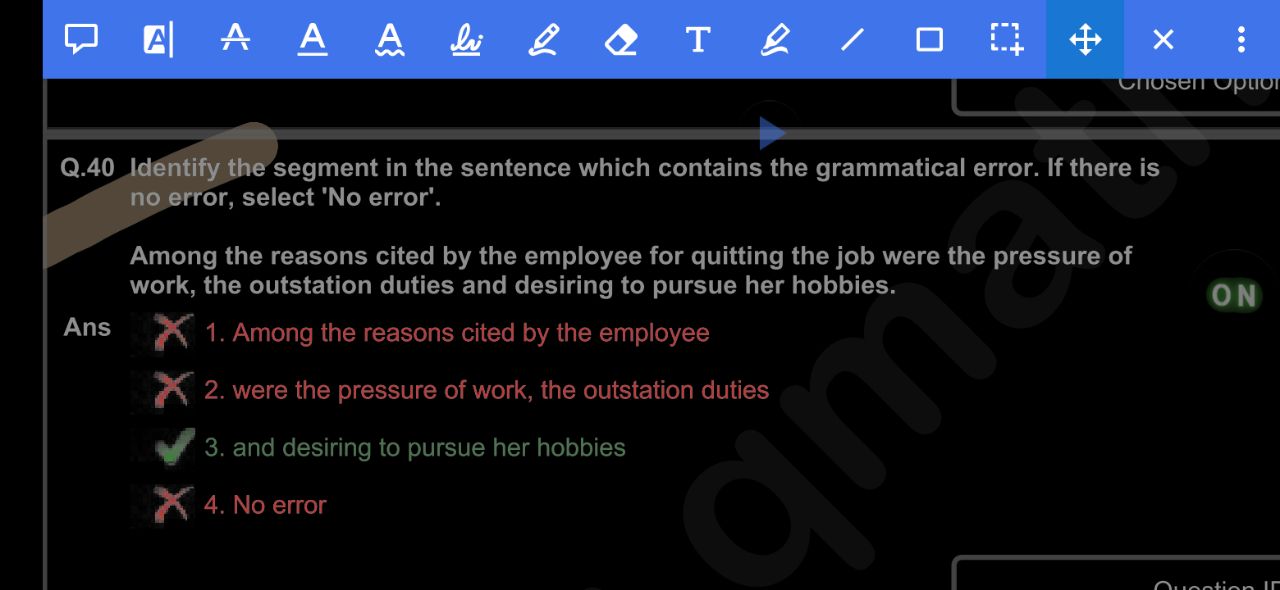 Chosen Option
Q.40 Identify the segment in the sentence which contains the grammatical error. If there is
no error, select 'No error'.
Among the reasons cited by the employee for quitting the job were the pressure of
work, the outstation duties and desiring to pursue her hobbies.
ON
Ans 1. Among the reasons cited by the employee
2. were the pressure of work, the outstation duties
3. and desiring to pursue her hobbies
4. No error
qmat
Question ID